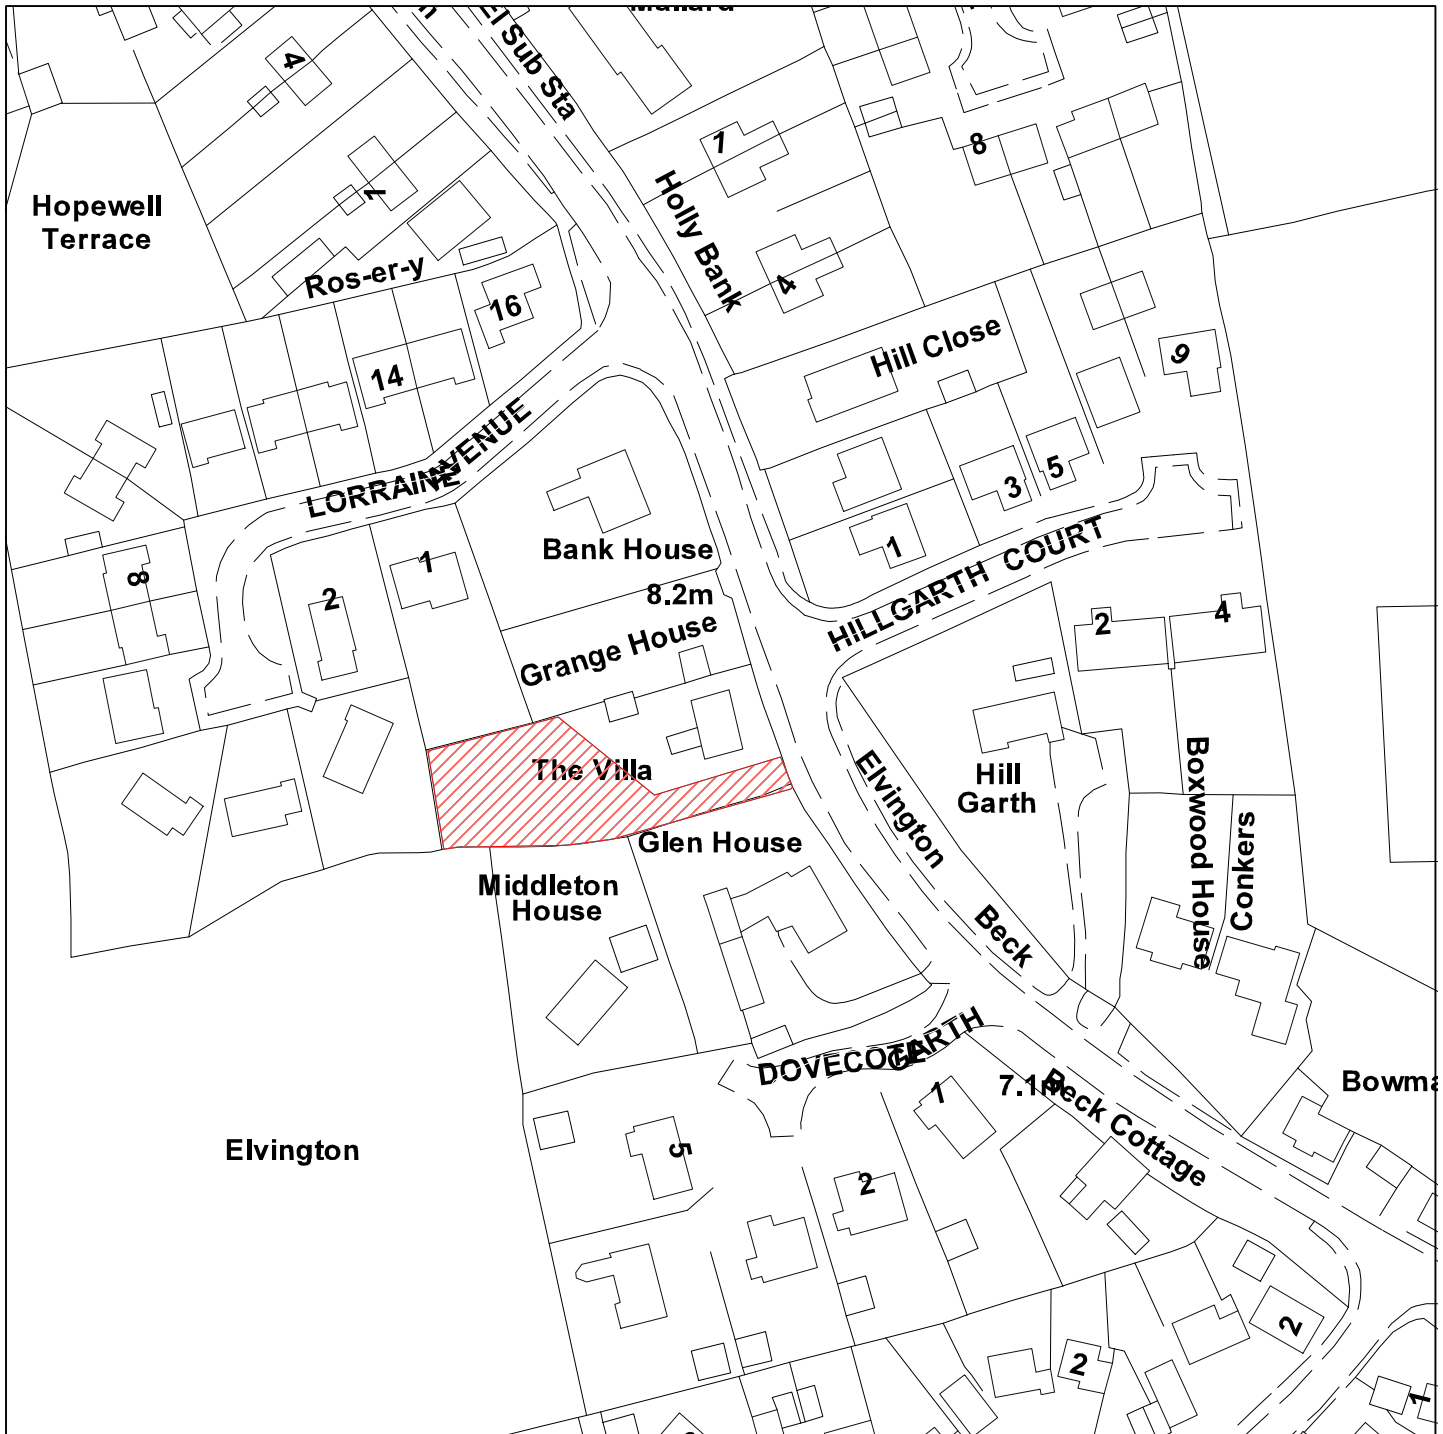 Mallard
El Sub Sta
4
1
8
1
Hopewell
Terrace
Holly Bank
Ros-er-y
4
16
Hill Close
9
14
LORRAINE
AVENUE
5
3
Bank House
1
HILLGARTH COURT
1
8
2
8.2m
2
4
Grange House
The Villa
Elvington
Beck
Hill
Garth
Boxwood House
Conkers
Glen House
Middleton
House
DOVECOTE
GARTH
7.1m
1
Beck Cottage
Bowma
Elvington
5
2
2
2
1